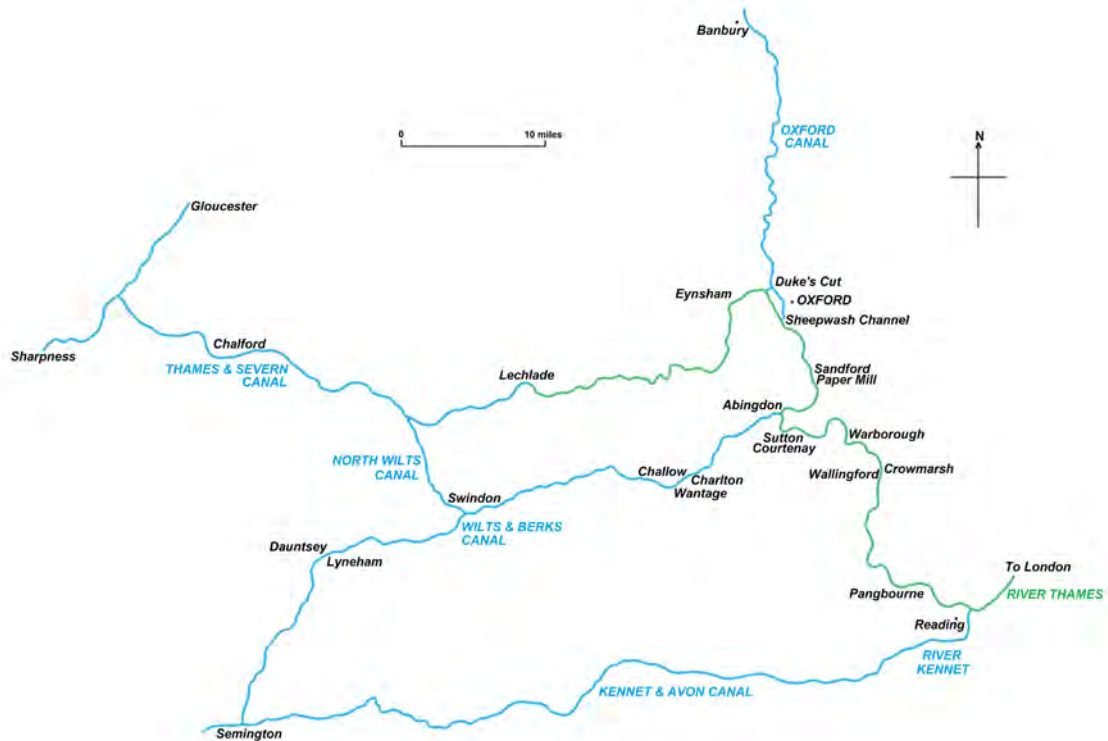 Banbury
0
10 miles
OXFORD
CANAL
N
Gloucester
Duke's Cut
Eynsham
OXFORD
Sheepwash Channel
Sharpness
Chalford
THAMES & SEVERN
CANAL
Lechlade
Sandford
Paper Mill
Abingdon
Sutton
Courtenay
Warborough
NORTH WILTS
CANAL
Challow
Charlton
Wantage
Wallingford
Crowmarsh
Swindon
WILTS & BERKS
CANAL
Dauntsey
Lyneham
To London
Pangbourne
RIVER THAMES
Reading
RIVER
KENNET
KENNET & AVON CANAL
Semington